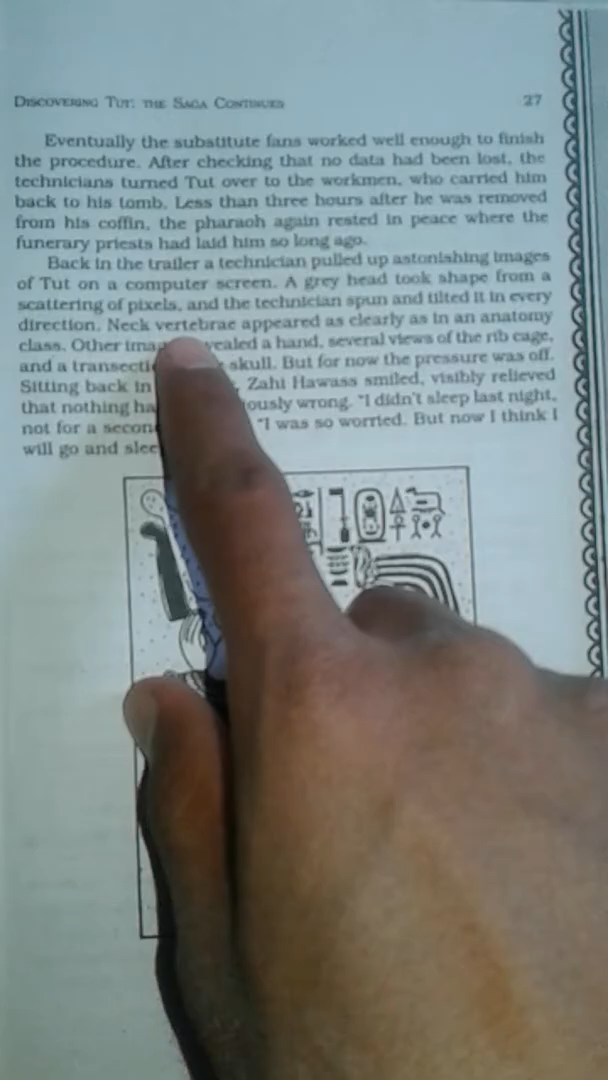 DISCOVERING TUT: THE SAGA CONTINUES 27
Eventually the substitute fans worked well enough to finish
the procedure. After checking that no data had been lost, the
technicians turned Tut over to the workmen, who carried him
back to his tomb. Less than three hours after he was removed
from his coffin, the pharaoh again rested in peace where the
funerary priests had laid him so long ago.
Back in the trailer a technician pulled up astonishing images
of Tut on a computer screen. A grey head took shape from a
scattering of pixels, and the technician spun and tilted it in every
direction. Neck vertebrae appeared as clearly as in an anatomy
class. Other a hand, several views of the rib cage,
and a skull. But for now the pressure was off.
Sitting back in Zahi Hawass smiled, visibly relieved
that nothing wrong. "I didn't sleep last night,
not for a "I was so worried. But now I think I
will go and